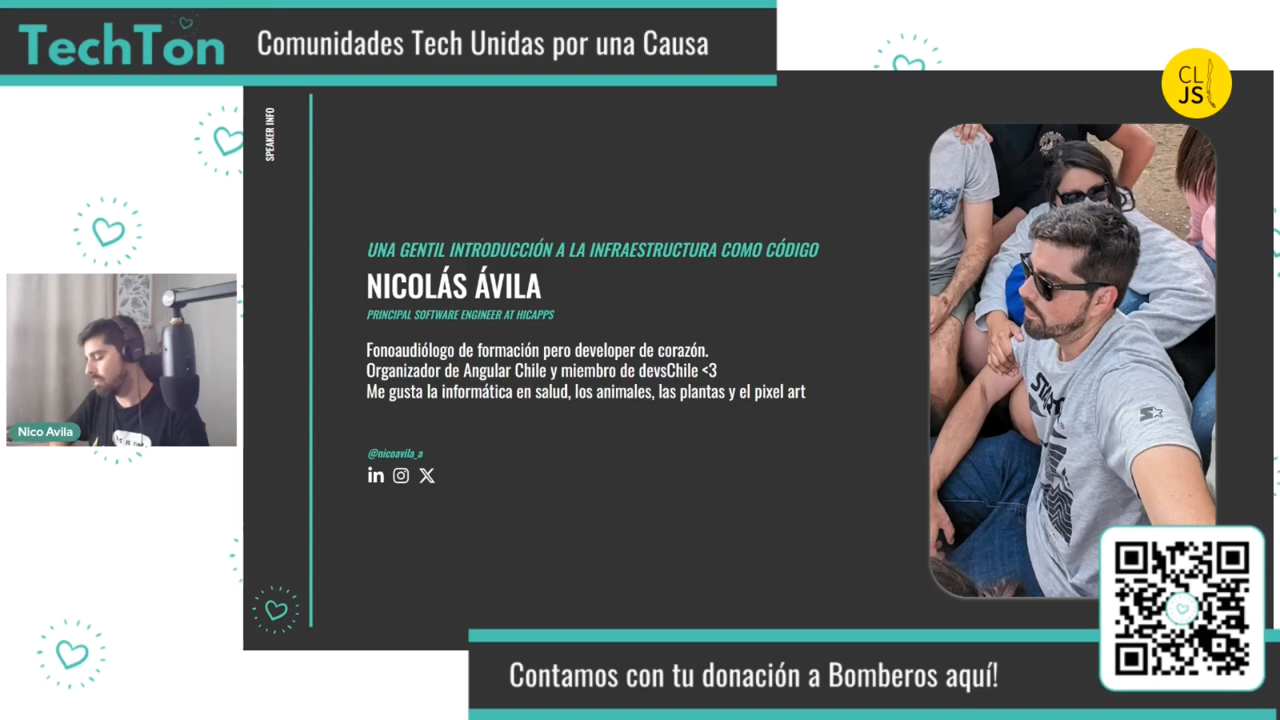 TechTon
Comunidades Tech Unidas por una Causa
CL
JS
SPEAKER INFO
UNA GENTIL INTRODUCCIÓN A LA INFRAESTRUCTURA COMO CÓDIGO
NICOLÁS ÁVILA
PRINCIPAL SOFTWARE ENGINEER AT HICAPPS
Fonoaudiólogo de formación pero developer de corazón.
Organizador de Angular Chile y miembro de devsChile <3
Me gusta la informática en salud, los animales, las plantas y el pixel art
@nicoavila_a
in
X
Nico Avila
Contamos con tu donación a Bomberos aquí!